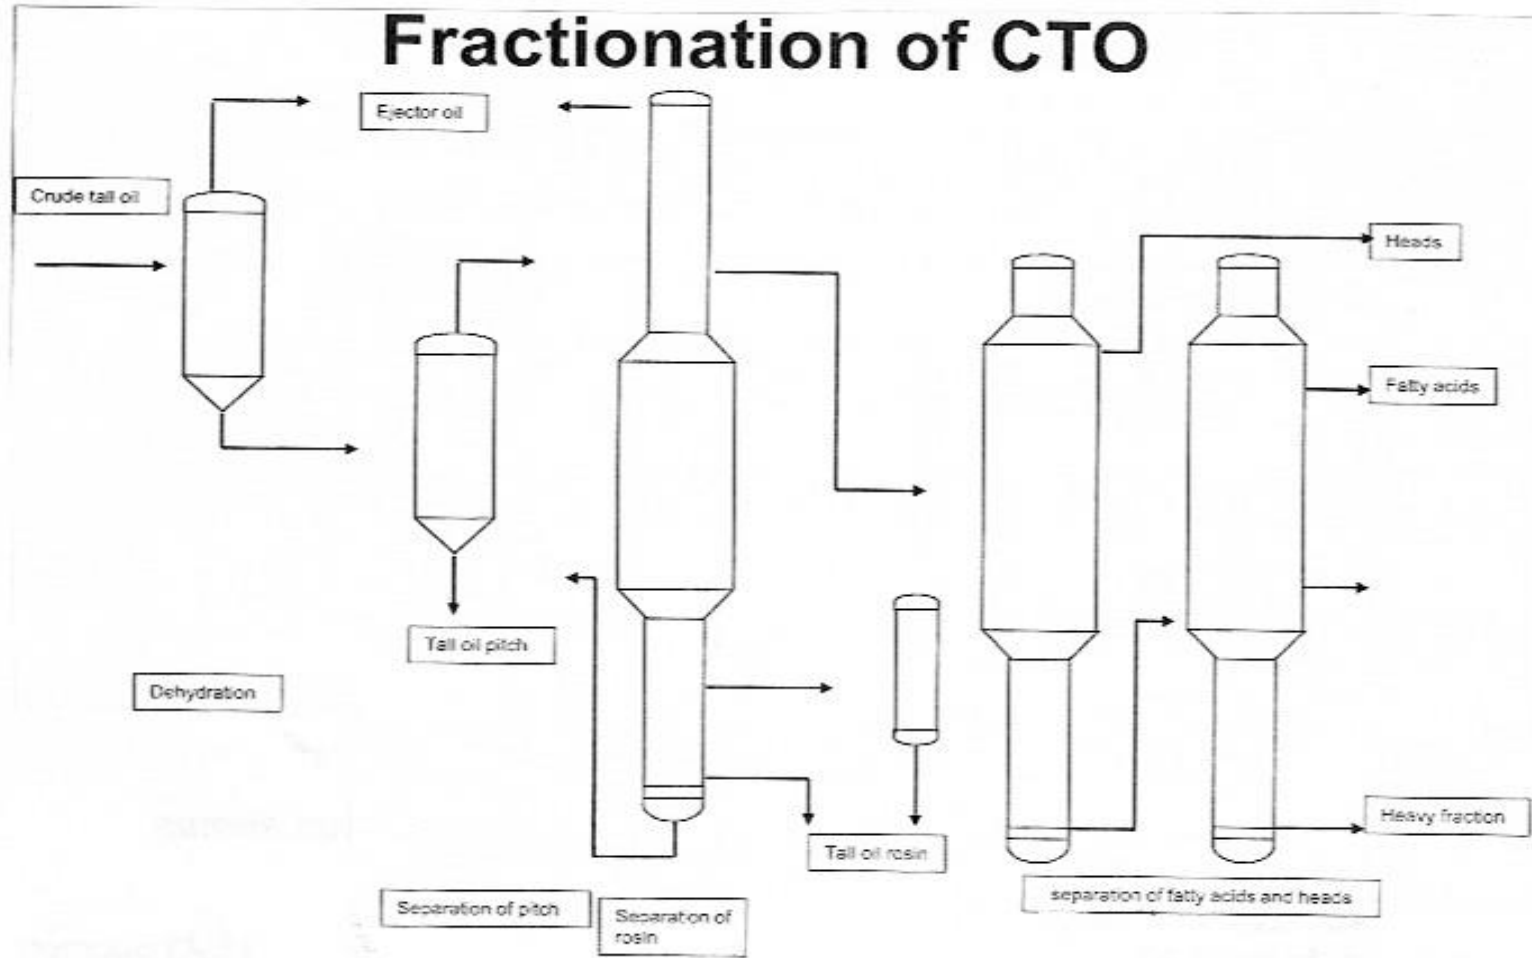 Fractionation of CTO
Ejector oil
Crude tall oil
Heads
Fatty acids
Tall oil pitch
Dehydration
Heavy fraction
Tall oil rosin
separation of fatty acids and heads
Separation of pitch
Separation of
rosin